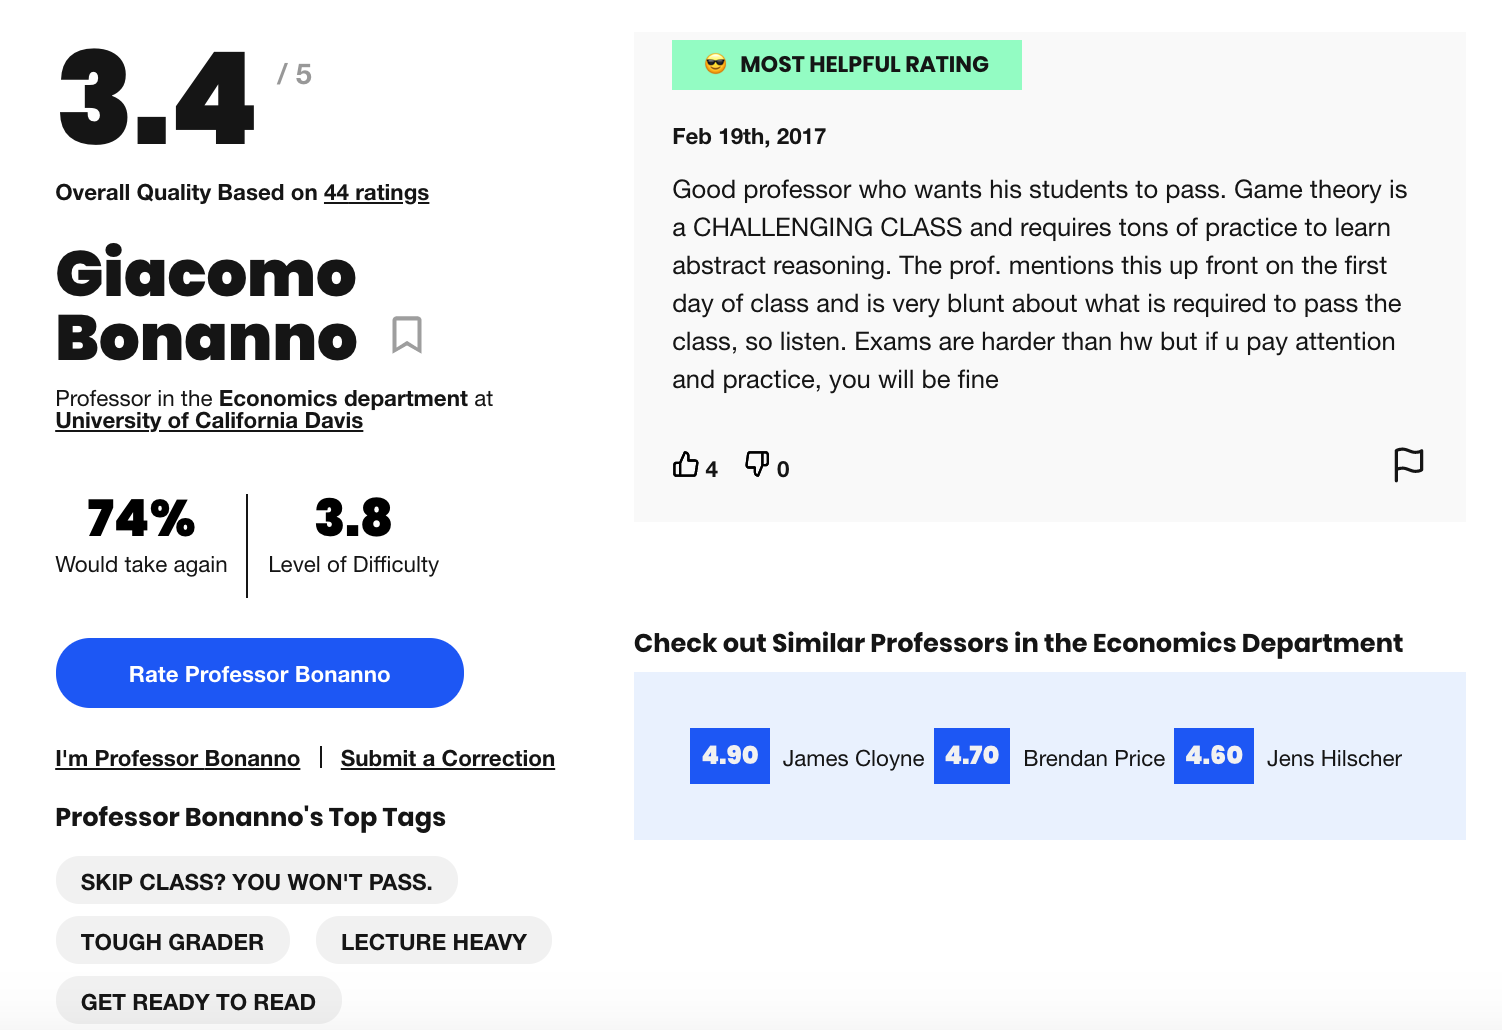 3.4 / 5
Overall Quality Based on 44 ratings
Giacomo
Bonanno
Professor in the Economics department at
University of California Davis
74%
Would take again
3.8
Level of Difficulty
Rate Professor Bonanno
I'm Professor Bonanno
Submit a Correction
Professor Bonanno's Top Tags
SKIP CLASS? YOU WON'T PASS.
TOUGH GRADER
LECTURE HEAVY
GET READY TO READ
MOST HELPFUL RATING
Feb 19th, 2017
Good professor who wants his students to pass. Game theory is
a CHALLENGING CLASS and requires tons of practice to learn
abstract reasoning. The prof. mentions this up front on the first
day of class and is very blunt about what is required to pass the
class, so listen. Exams are harder than hw but if u pay attention
and practice, you will be fine
4
0
Check out Similar Professors in the Economics Department
4.90 James Cloyne
4.70 Brendan Price
4.60 Jens Hilscher